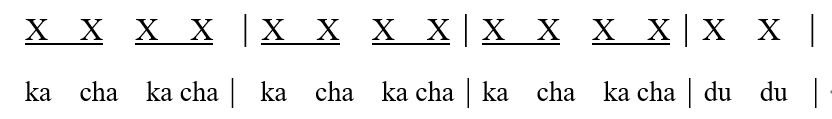 X X X X | X X X X | X X X X | X X |
ka cha ka cha | ka cha ka cha | ka cha ka cha | du du |